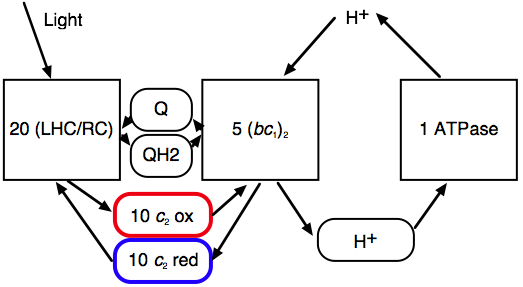 Light
H+
20 (LHC/RC)
Q
QH2
5 (bc₁)₂
1 ATPase
10 c₂ ox
10 c₂ red
H+